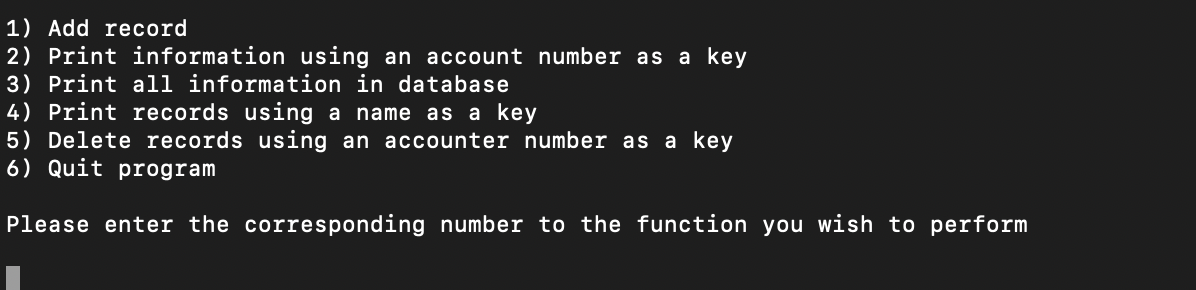 1) Add record
2) Print information using an account number as a key
3) Print all information in database
4) Print records using a name as a key
5) Delete records using an accounter number as a key
6) Quit program
Please enter the corresponding number to the function you wish to perform